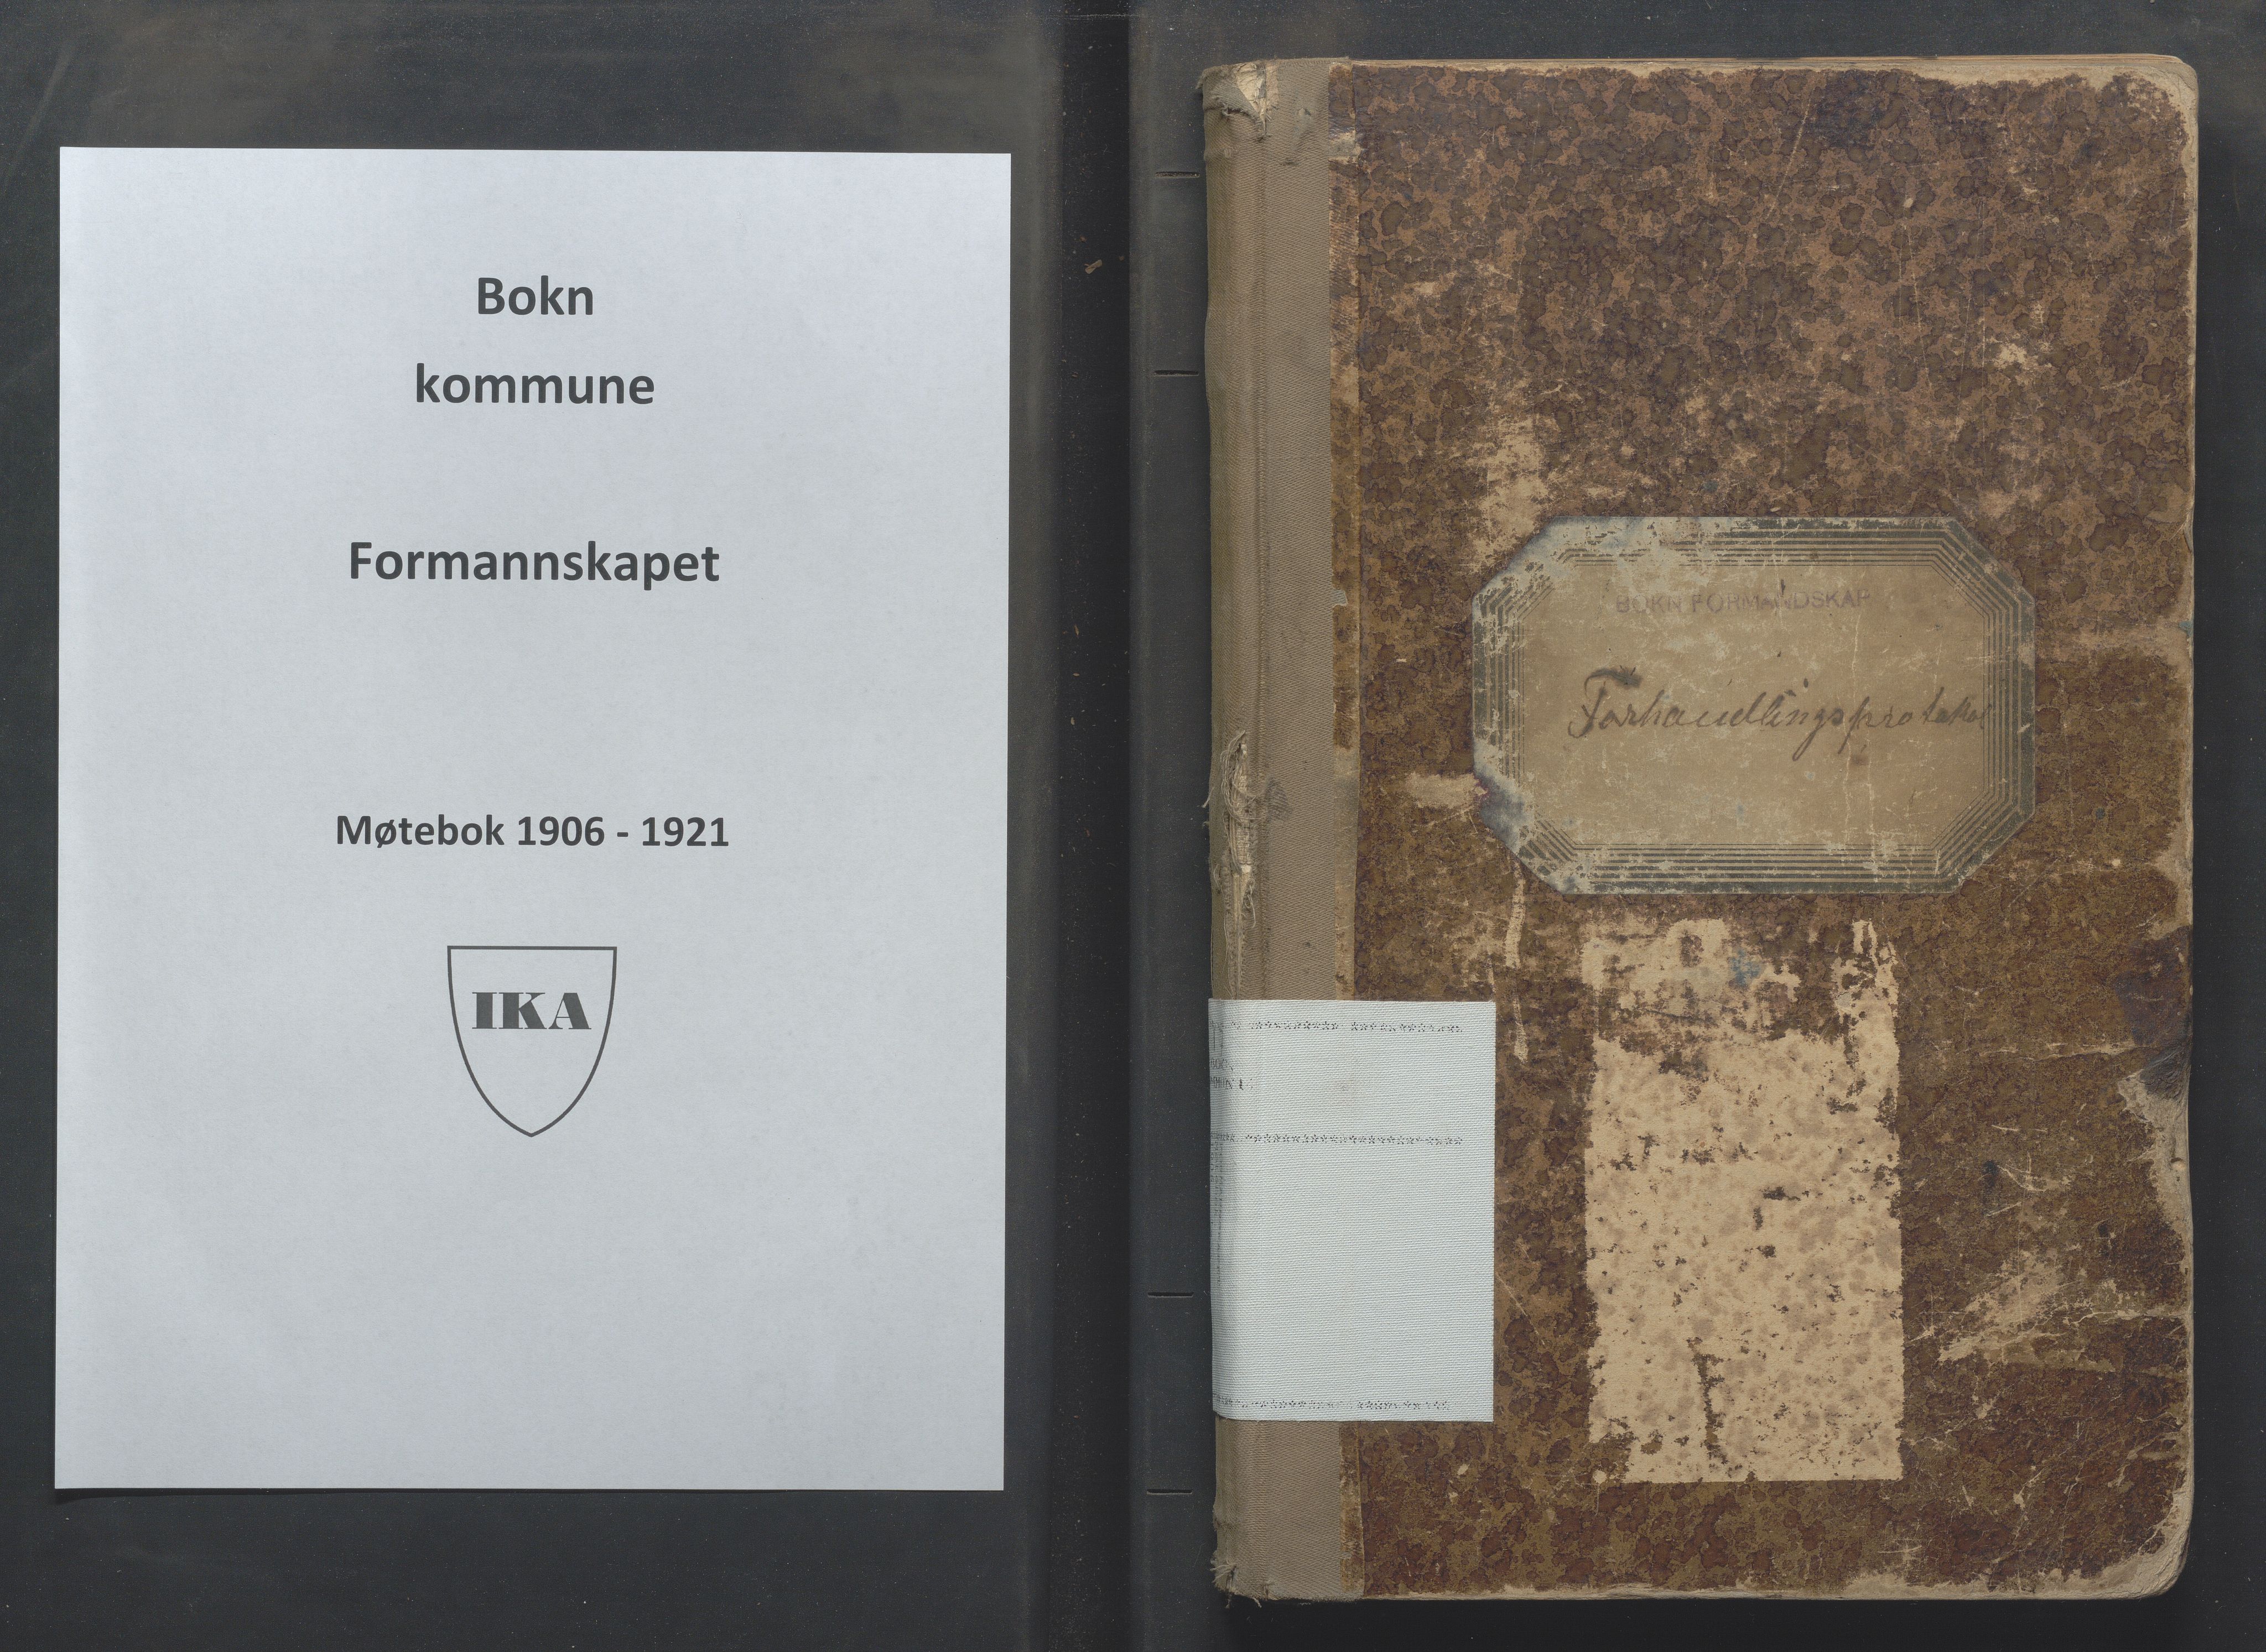 Bokn
kommune
Formannskapet
Møtebok 1906 - 1921
IKA
BOKN FORMANDSKAP
Forhandlingsprotokol